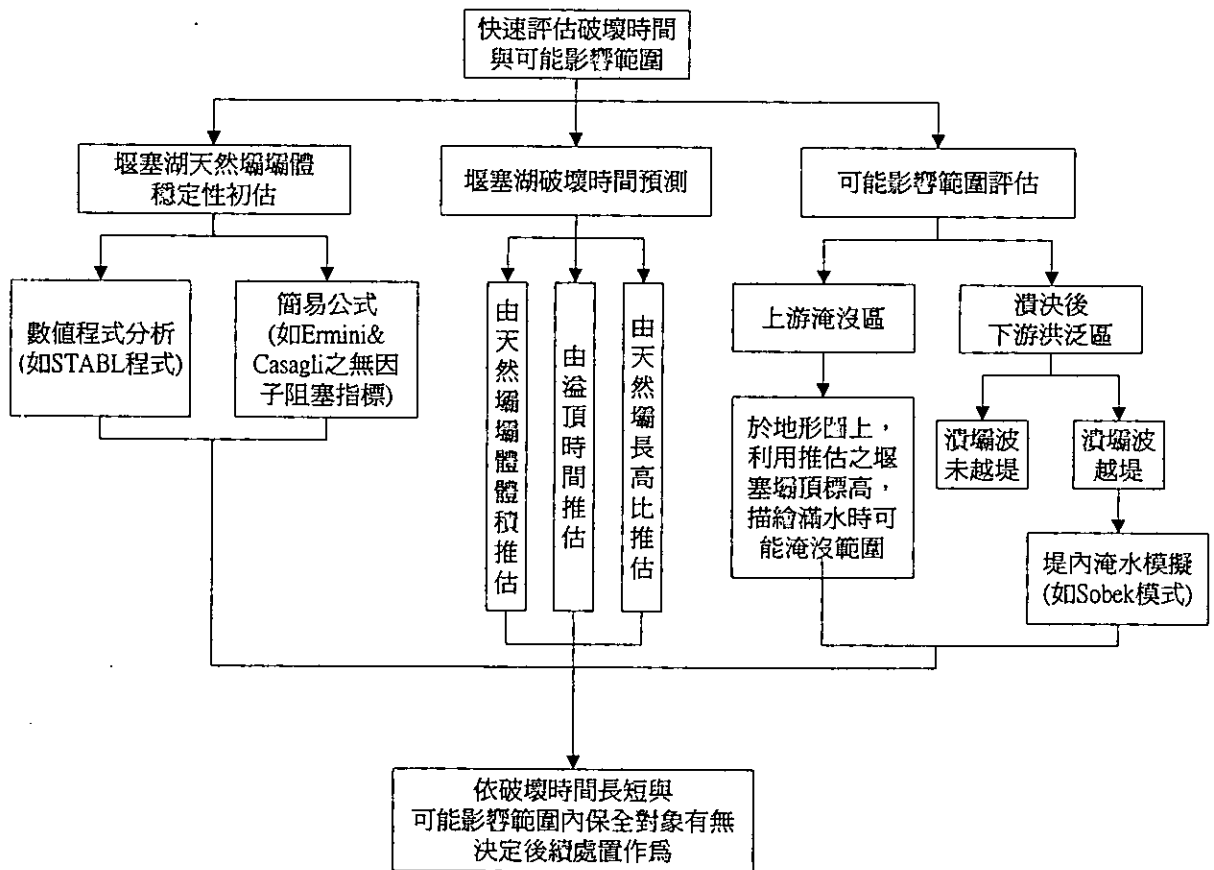 快速評估破壞時間
與可能影響範圍
堰塞湖天然壩壩體
穩定性初估
堰塞湖破壞時間預測
可能影響範圍評估
數值程式分析
(如STABL程式)
簡易公式
(如Ermini&
Casagli之無因
子阻塞指標)
由天然壩壩體體積推估
由溢頂時間推估
由天然壩長高比推估
上游淹沒區
潰決後
下游洪泛區
於地形圖上，
利用推估之堰
塞壩頂標高，
描繪滿水時可
能淹沒範圍
潰壩波
未越堤
潰壩波
越堤
堤內淹水模擬
(如Sobek模式)
依破壞時間長短與
可能影響範圍內保全對象有無
決定後續處置作為